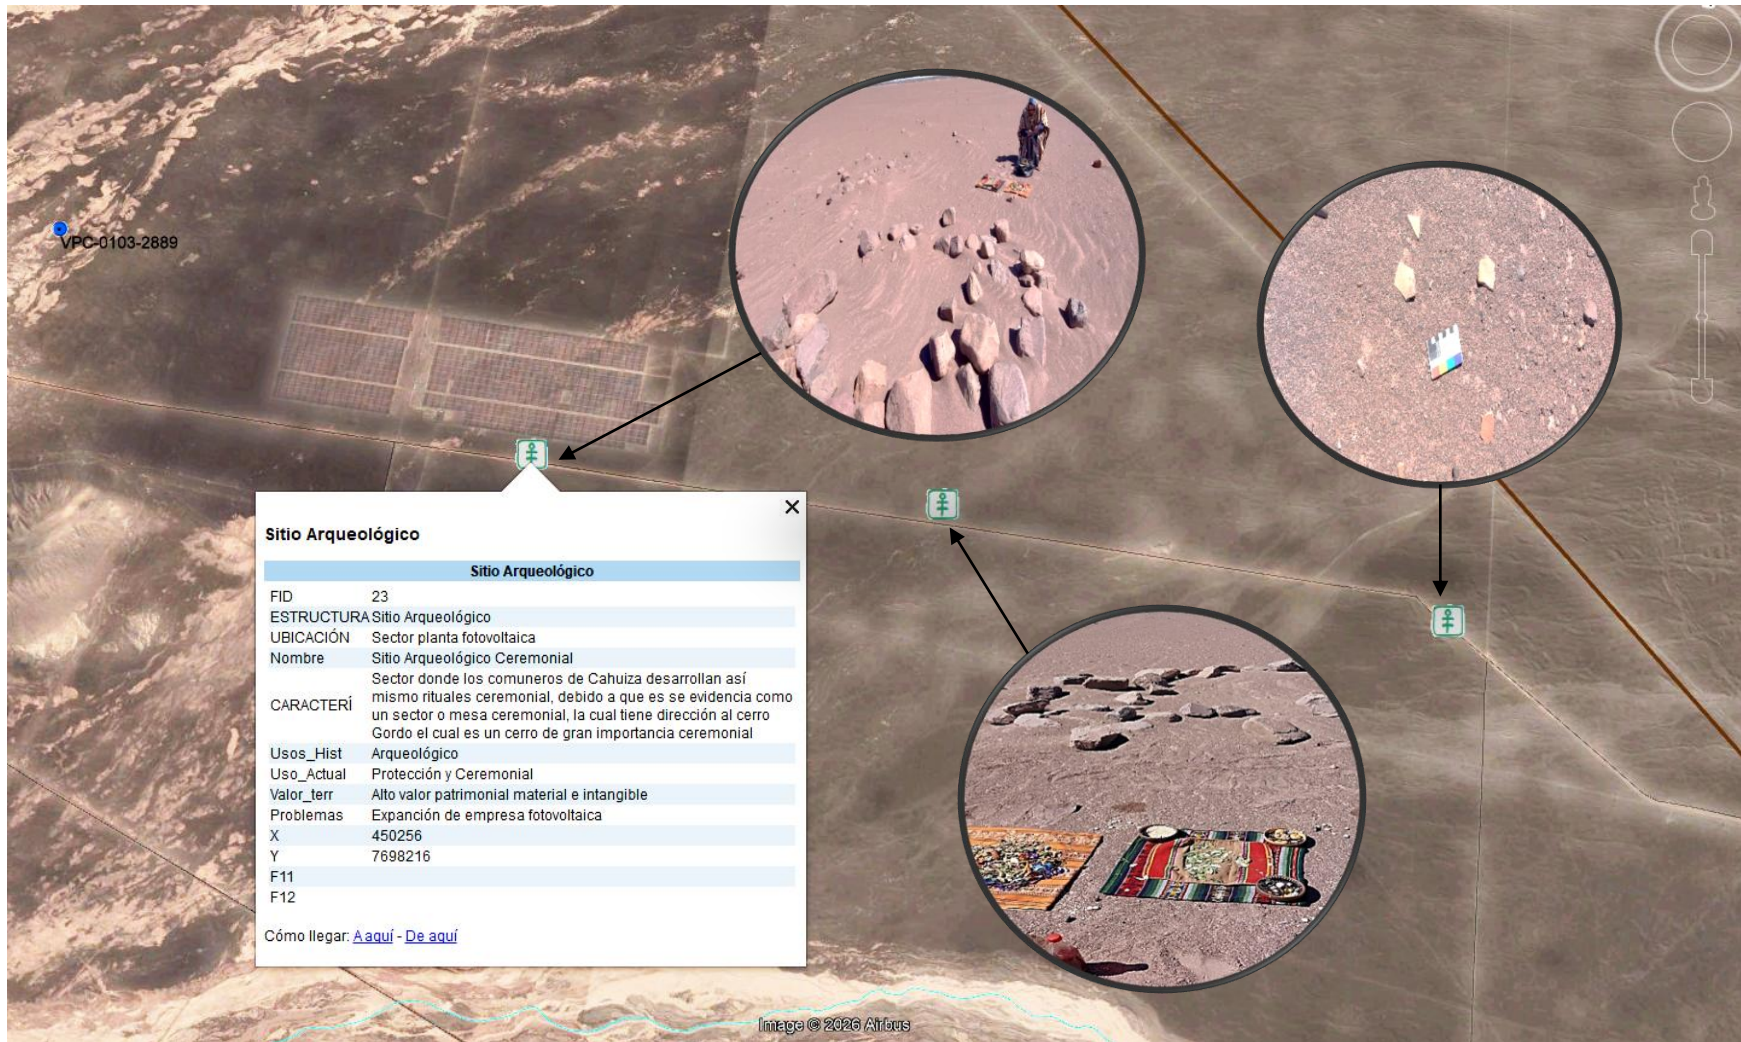 VPC-0103-2889
Sitio Arqueológico
Sitio Arqueológico
FID 23
ESTRUCTURA Sitio Arqueológico
UBICACIÓN Sector planta fotovoltaica
Nombre Sitio Arqueológico Ceremonial
CARACTERÍ Sector donde los comuneros de Cahuiza desarrollan así
mismo rituales ceremonial, debido a que es se evidencia como
un sector o mesa ceremonial, la cual tiene dirección al cerro
Gordo el cual es un cerro de gran importancia ceremonial
Usos_Hist Arqueológico
Uso_Actual Protección y Ceremonial
Valor_terr Alto valor patrimonial material e intangible
Problemas Expanción de empresa fotovoltaica
X 450256
Y 7698216
F11
F12
Cómo llegar: A aquí - De aquí
Image © 2026 Airbus